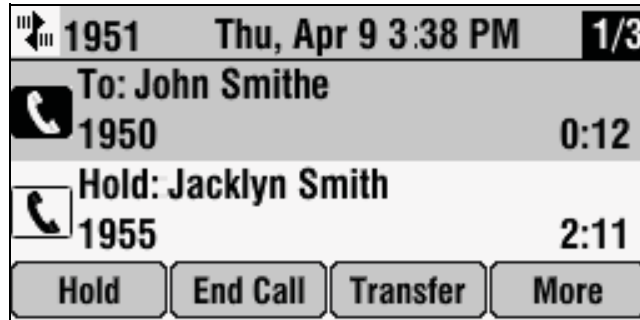 1951 Thu, Apr 9 3:38 PM 1/3
To: John Smithe
1950 0:12
Hold: Jacklyn Smith
1955 2:11
Hold End Call Transfer More